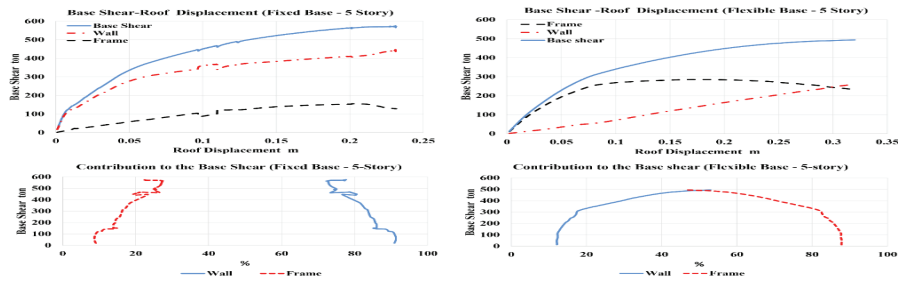 Base Shear-Roof Displacement (Fixed Base - 5 Story)
Base Shear ton
600
500
400
300
200
100
0
Base Shear
Wall
Frame
0
0.05
0.1
0.15
0.2
0.25
Roof Displacement m
Base Shear -Roof Displacement (Flexible Base - 5 Story)
Base Shear ton
600
500
400
300
200
100
0
Frame
Wall
Base shear
0
0.05
0.1
0.15
0.2
0.25
0.3
0.35
Roof Displacement m
Contribution to the Base Shear (Fixed Base - 5-Story)
Base Shear ton
600
500
400
300
200
100
0
0
20
40
60
80
100
%
Wall
Frame
Contribution to the Base shear (Flexible Base - 5-story)
Base Shear ton
600
500
400
300
200
100
0
0
20
40
60
80
100
%
Wall
Frame